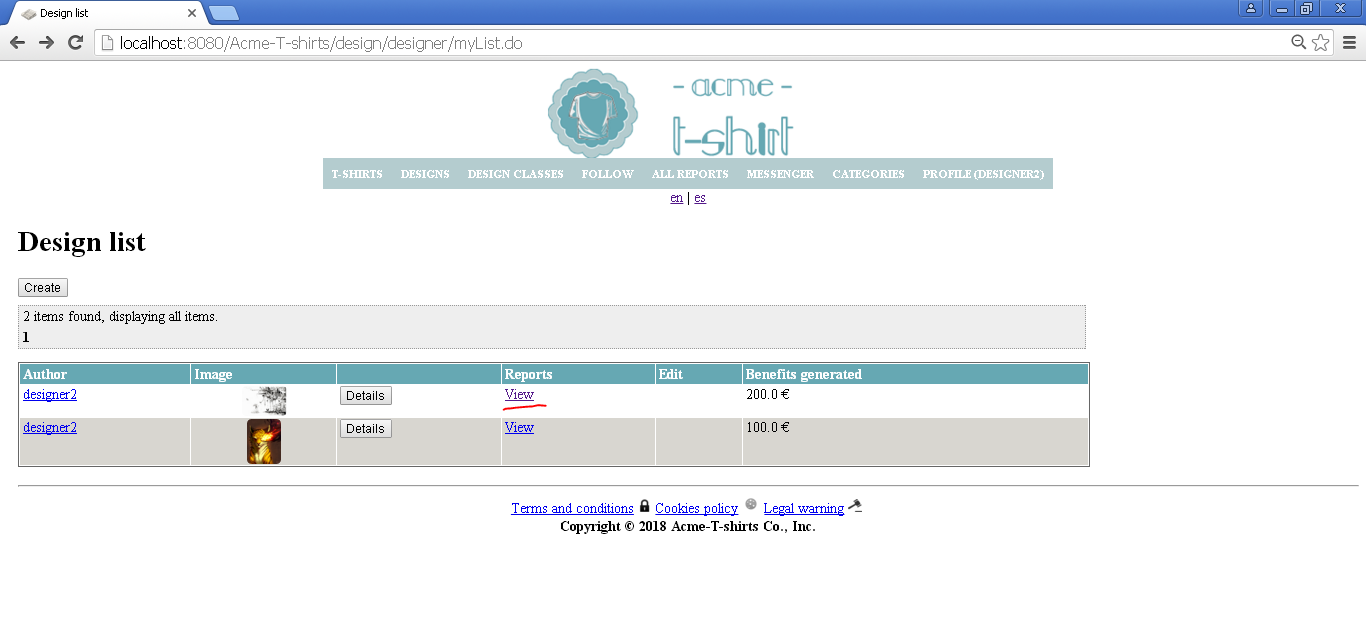 Design list
localhost:8080/Acme-T-shirts/design/designer/myList.do
- acme -
t-shirt
T-SHIRTS DESIGNS DESIGN CLASSES FOLLOW ALL REPORTS MESSENGER CATEGORIES PROFILE (DESIGNER2)
en | es
Design list
Create
2 items found, displaying all items.
1
Author Image Reports Edit Benefits generated
designer2 Details View 200.0 €
designer2 Details View 100.0 €
Terms and conditions Cookies policy Legal warning
Copyright © 2018 Acme-T-shirts Co., Inc.